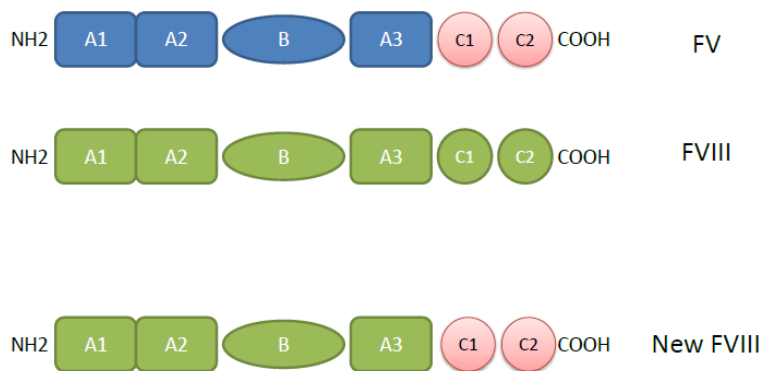 NH2 A1 A2 B A3 C1 C2 COOH FV
NH2 A1 A2 B A3 C1 C2 COOH FVIII
NH2 A1 A2 B A3 C1 C2 COOH New FVIII